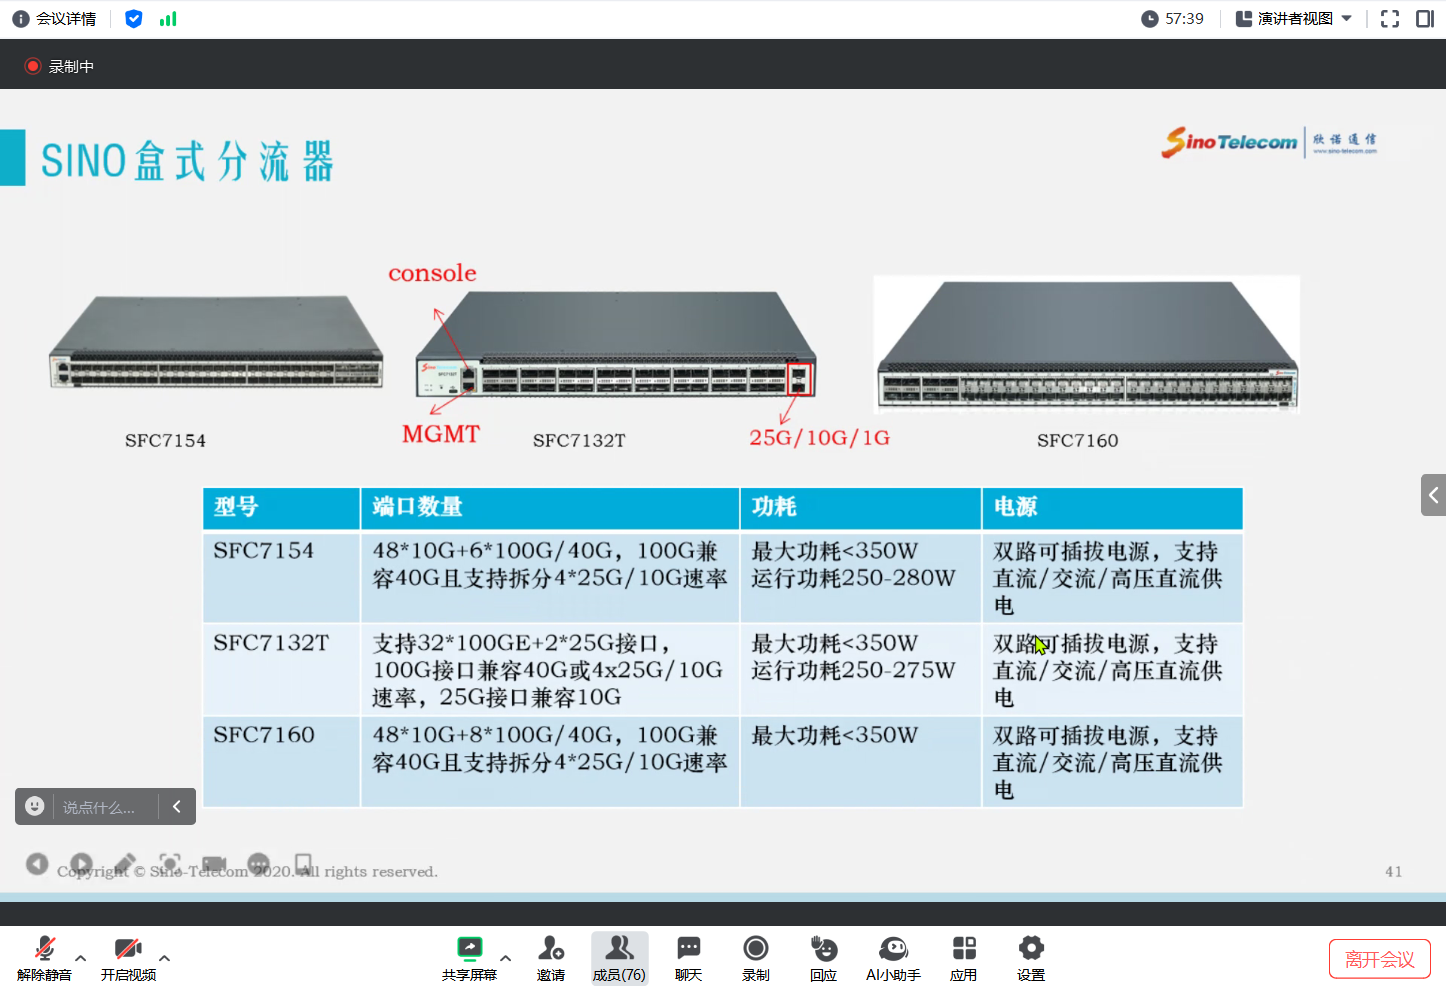 会议详情
57:39
演讲者视图
录制中
SINO盒式分流器
SinoTelecom 欣诺通信
www.sino-telecom.com
console
MGMT
25G/10G/1G
SFC7154
SFC7132T
SFC7160
型号 端口数量 功耗 电源
SFC7154
48*10G+6*100G/40G，100G兼
容40G且支持拆分4*25G/10G速率
最大功耗<350W
运行功耗250-280W
双路可插拔电源，支持
直流/交流/高压直流供
电
SFC7132T
支持32*100GE+2*25G接口，
100G接口兼容40G或4x25G/10G
速率，25G接口兼容10G
最大功耗<350W
运行功耗250-275W
双路可插拔电源，支持
直流/交流/高压直流供
电
SFC7160
48*10G+8*100G/40G，100G兼
容40G且支持拆分4*25G/10G速率
最大功耗<350W
双路可插拔电源，支持
直流/交流/高压直流供
电
说点什么...
Copyright © Sino-Telecom 2020. All rights reserved.
41
解除静音
开启视频
共享屏幕
邀请
成员(76)
聊天
录制
回应
AI小助手
应用
设置
离开会议